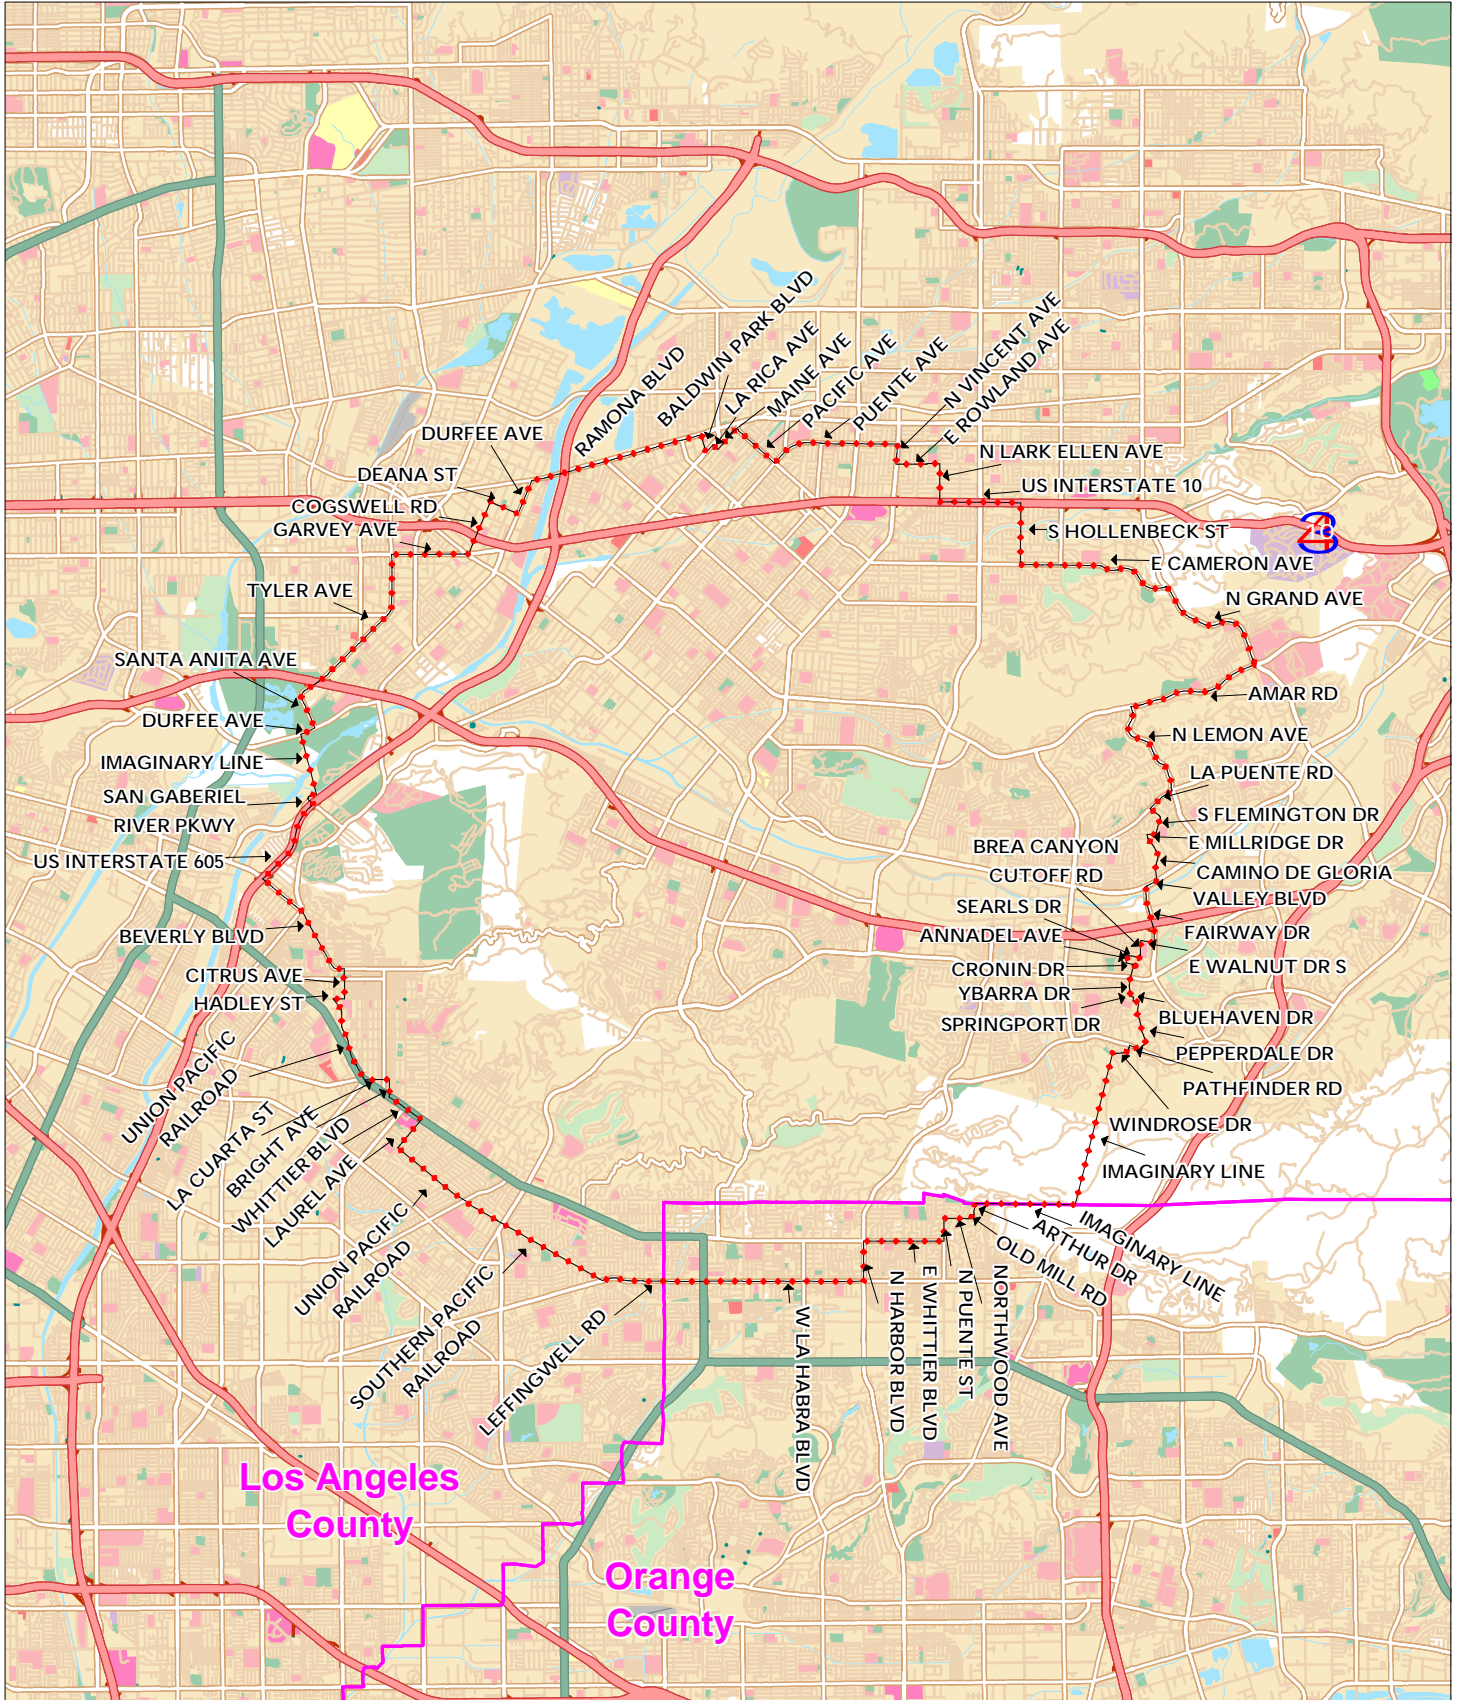 BALDWIN PARK BLVD
RAMONA BLVD
LA RICA AVE
MAINE AVE
PACIFIC AVE
PUENTE AVE
N VINCENT AVE
E ROWLAND AVE
DURFEE AVE
N LARK ELLEN AVE
DEANA ST
US INTERSTATE 10
COGSWELL RD
GARVEY AVE
S HOLLENBECK ST
E CAMERON AVE
TYLER AVE
N GRAND AVE
SANTA ANITA AVE
AMAR RD
DURFEE AVE
N LEMON AVE
IMAGINARY LINE
LA PUENTE RD
SAN GABERIEL
RIVER PKWY
S FLEMINGTON DR
E MILLRIDGE DR
US INTERSTATE 605
BREA CANYON
CUTOFF RD
CAMINO DE GLORIA
VALLEY BLVD
SEARLS DR
FAIRWAY DR
BEVERLY BLVD
ANNADEL AVE
E WALNUT DR S
CRONIN DR
CITRUS AVE
YBARRA DR
HADLEY ST
SPRINGPORT DR
BLUEHAVEN DR
PEPPERDALE DR
PATHFINDER RD
UNION PACIFIC
RAILROAD
WINDROSE DR
LA CUARTA ST
BRIGHT AVE
WHITTIER BLVD
LAUREL AVE
IMAGINARY LINE
UNION PACIFIC
RAILROAD
IMAGINARY LINE
ARTHUR DR
OLD MILL RD
NORTHWOOD AVE
N PUENTE ST
E WHITTIER BLVD
N HARBOR BLVD
W LA HABRA BLVD
SOUTHERN PACIFIC
RAILROAD
LEFFINGWELL RD
Los Angeles
County
Orange
County